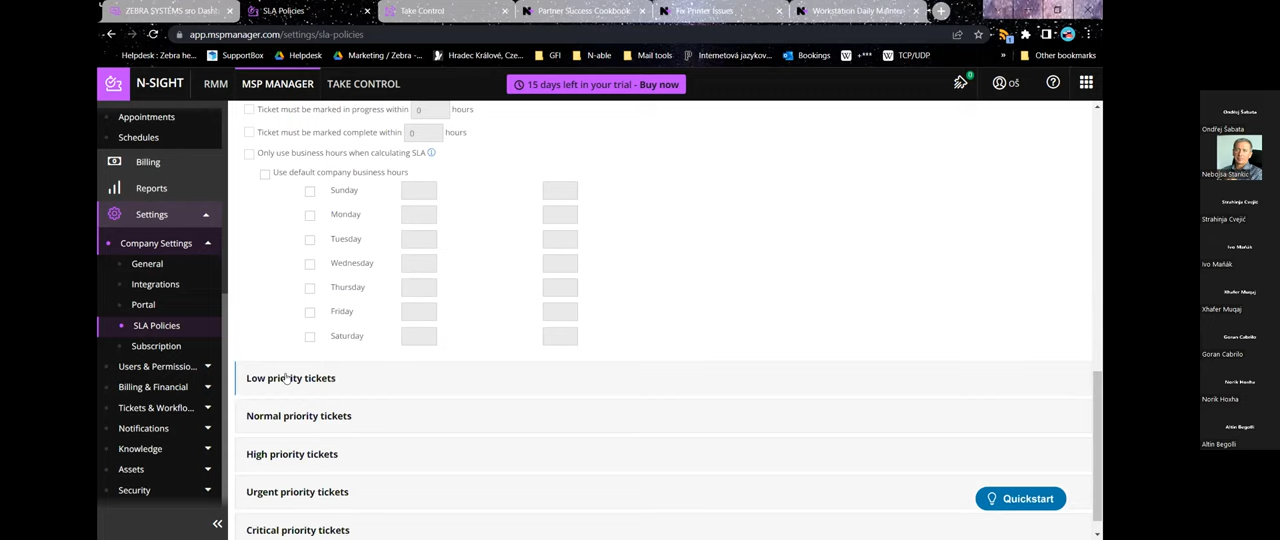 ZEBRA SYSTEMS sro Dashb
SLA Policies
Take Control
Partner Success Cookbook
Fix Printer Issues
Workstation Daily Mainten
app.mspmanager.com/settings/sla-policies
Helpdesk : Zebra he...
SupportBox
Helpdesk
Marketing / Zebra - ...
Hradec Králové, Cze...
GFI
N-able
Mail tools
Internetová jazykov...
Bookings
+***
TCP/UDP
»
Other bookmarks
N-SIGHT
RMM
MSP MANAGER
TAKE CONTROL
15 days left in your trial - Buy now
0
OŠ
Appointments
Schedules
Billing
Reports
Settings
Company Settings
General
Integrations
Portal
SLA Policies
Subscription
Users & Permissio...
Billing & Financial
Tickets & Workflo...
Notifications
Knowledge
Assets
Security
Ticket must be marked in progress within 0 hours
Ticket must be marked complete within 0 hours
Only use business hours when calculating SLA
Use default company business hours
Sunday
Monday
Tuesday
Wednesday
Thursday
Friday
Saturday
Low priority tickets
Normal priority tickets
High priority tickets
Urgent priority tickets
Critical priority tickets
Quickstart
Ondřej Šabata
Ondřej Šabata
Nebojsa Stankic
Strahinja Cvejić
Strahinja Cvejić
Ivo Maňák
Ivo Maňák
Xhafer Muqaj
Xhafer Muqaj
Goran Cabrilo
Goran Cabrilo
Norik Hoxha
Norik Hoxha
Altin Begolli
Altin Begolli